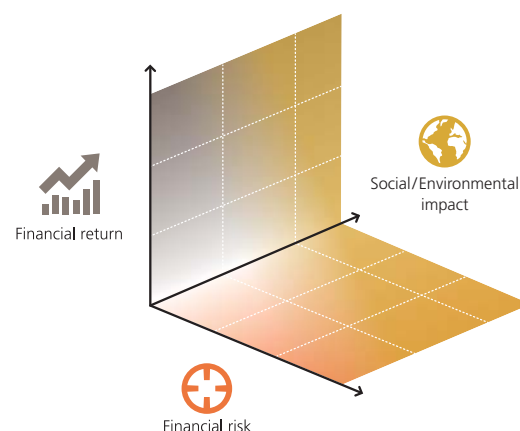 Social/Environmental
impact
Financial return
Financial risk